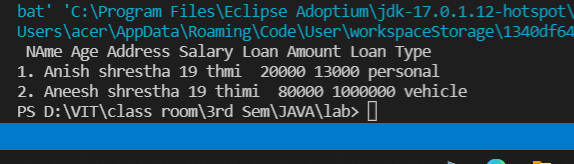 bat' 'C:\Program Files\Eclipse Adoptium\jdk-17.0.1.12-hotspot\
Users\acer\AppData\Roaming\Code\User\workspaceStorage\1340df64
NAme Age Address Salary Loan Amount Loan Type
1. Anish shrestha 19 thmi  20000 13000 personal
2. Aneesh shrestha 19 thimi  80000 1000000 vehicle
PS D:\VIT\class room\3rd Sem\JAVA\lab>